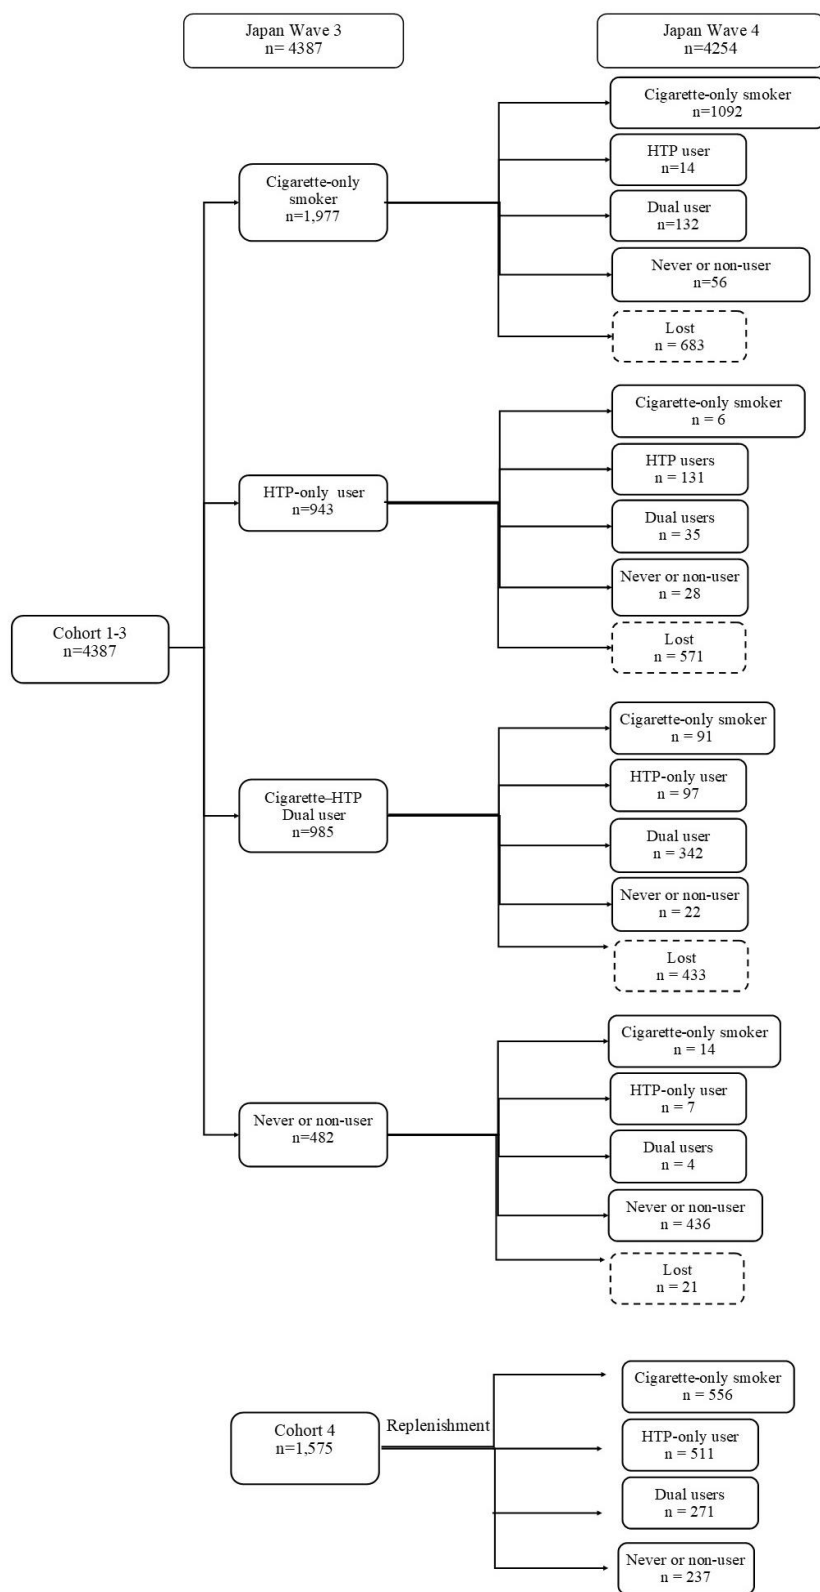 Japan Wave 3
n= 4387
Japan Wave 4
n=4254
Cohort 1-3
n=4387
Cigarette-only
smoker
n=1,977
Cigarette-only smoker
n=1092
HTP user
n=14
Dual user
n=132
Never or non-user
n=56
Lost
n = 683
HTP-only user
n=943
Cigarette-only smoker
n = 6
HTP users
n = 131
Dual users
n = 35
Never or non-user
n = 28
Lost
n = 571
Cigarette–HTP
Dual user
n=985
Cigarette-only smoker
n = 91
HTP-only user
n = 97
Dual user
n = 342
Never or non-user
n = 22
Lost
n = 433
Never or non-user
n=482
Cigarette-only smoker
n = 14
HTP-only user
n = 7
Dual users
n = 4
Never or non-user
n = 436
Lost
n = 21
Cohort 4
n=1,575
Replenishment
Cigarette-only smoker
n = 556
HTP-only user
n = 511
Dual users
n = 271
Never or non-user
n = 237